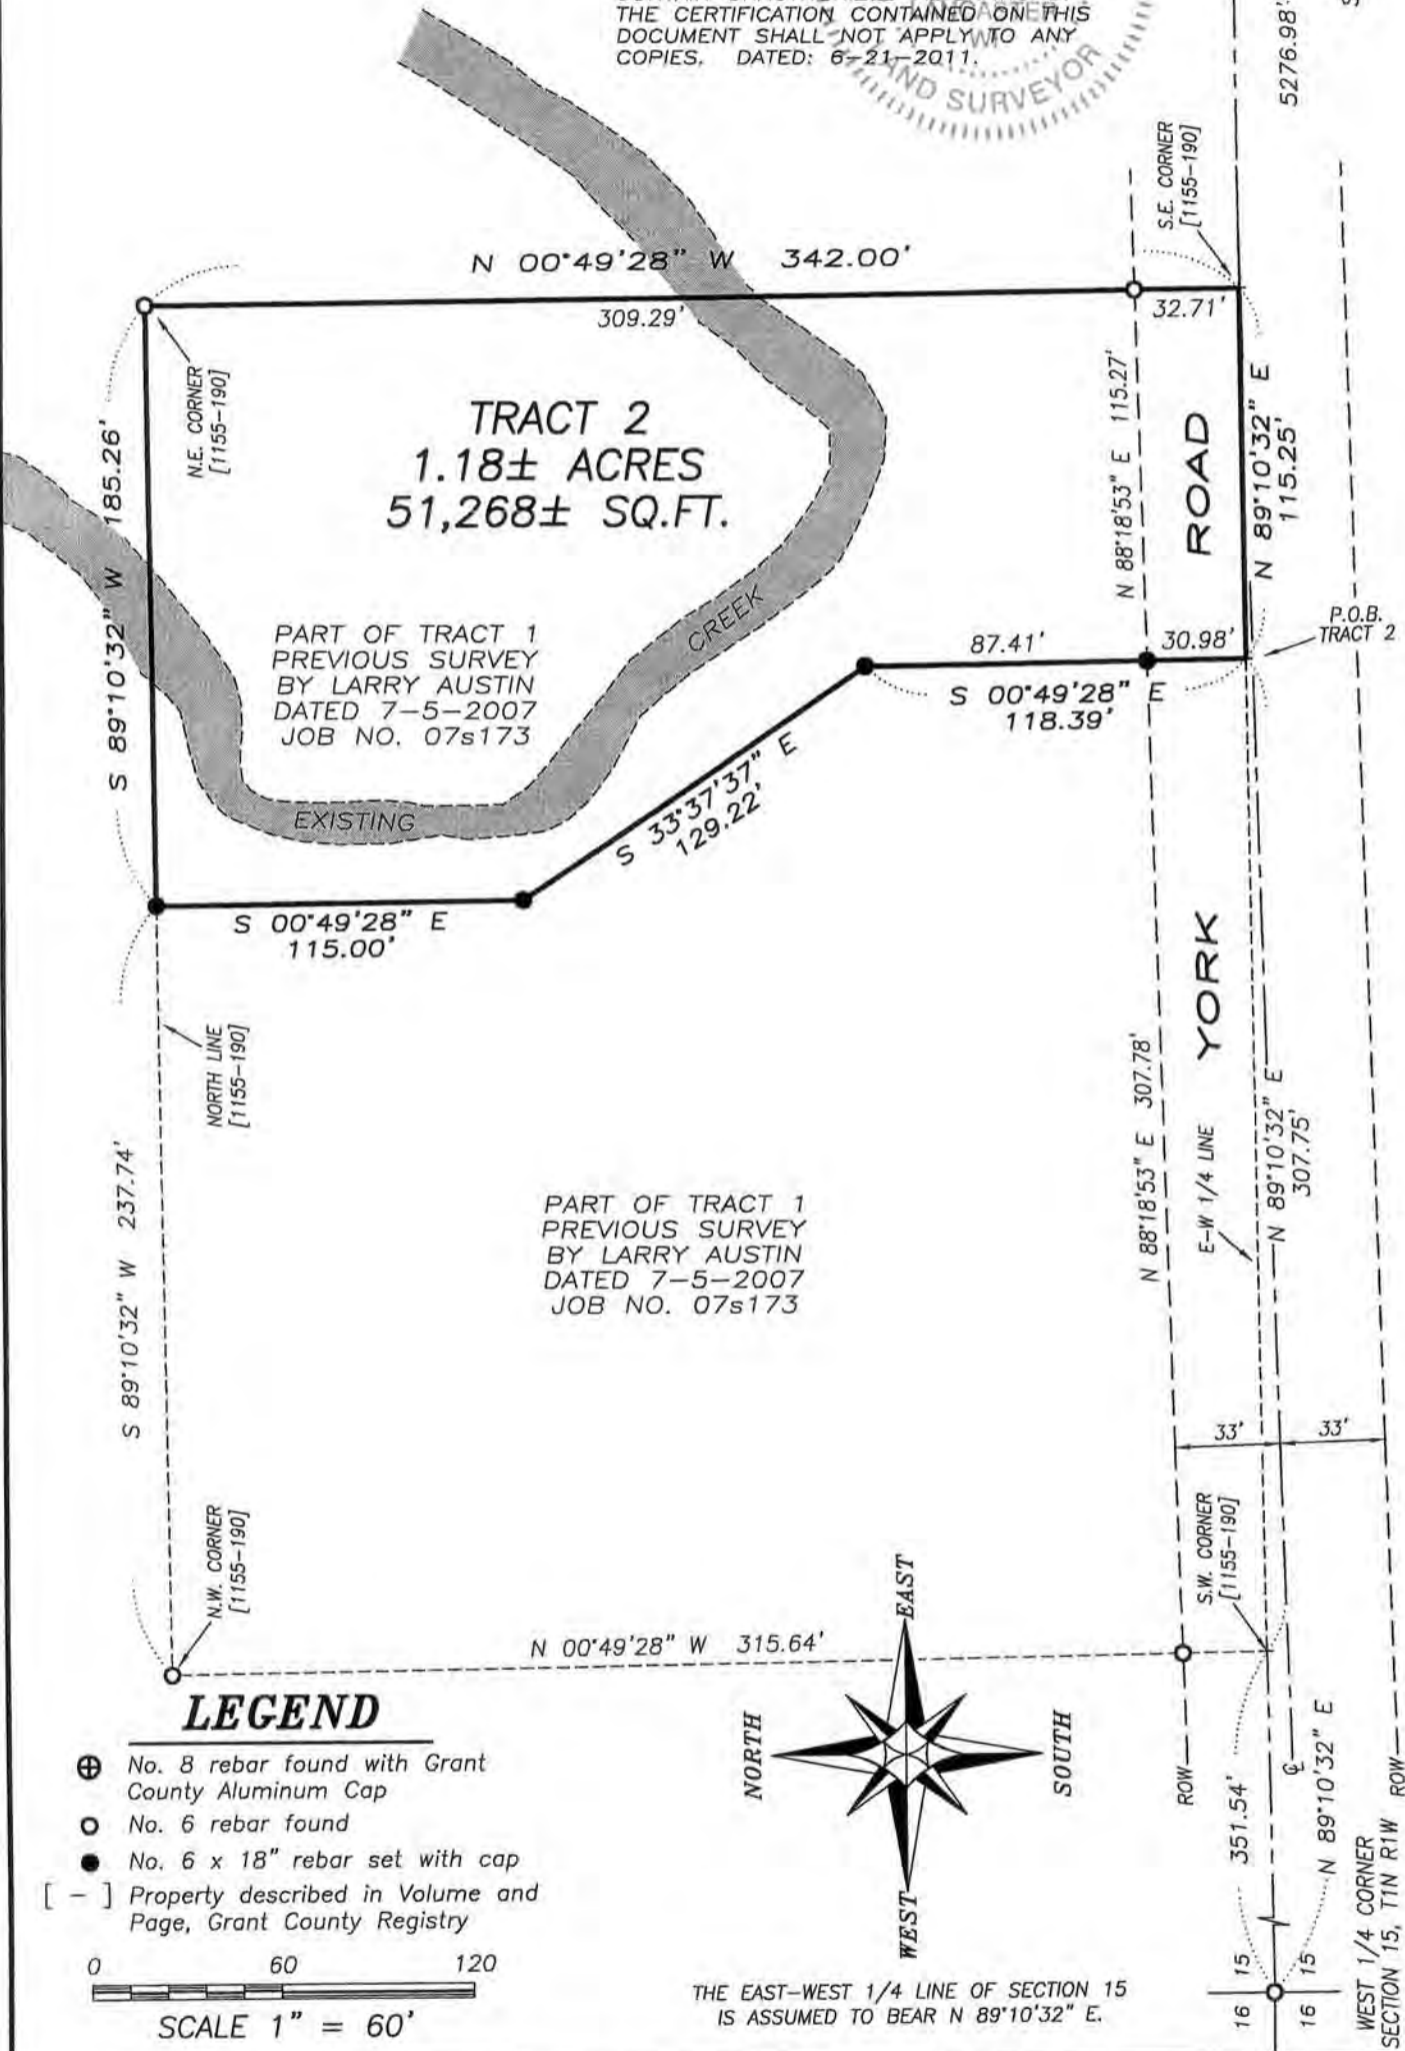 THE CERTIFICATION CONTAINED ON THIS
DOCUMENT SHALL NOT APPLY TO ANY
COPIES. DATED: 6-21-2011.
LANCASTER
WI
LAND SURVEYOR
5276.98'
S.E. CORNER
[1155-190]
N 00°49'28" W 342.00'
309.29'
32.71'
N.E. CORNER
[1155-190]
S 89°10'32" W 185.26'
TRACT 2
1.18± ACRES
51,268± SQ.FT.
N 88°18'53" E 115.27'
ROAD
N 89°10'32" E
115.25'
P.O.B.
TRACT 2
PART OF TRACT 1
PREVIOUS SURVEY
BY LARRY AUSTIN
DATED 7-5-2007
JOB NO. 07s173
CREEK
EXISTING
87.41'
30.98'
S 00°49'28" E
118.39'
S 33°37'37" E
129.22'
S 00°49'28" E
115.00'
NORTH LINE
[1155-190]
YORK
N 88°18'53" E 307.78'
E-W 1/4 LINE
N 89°10'32" E
307.75'
S 89°10'32" W 237.74'
PART OF TRACT 1
PREVIOUS SURVEY
BY LARRY AUSTIN
DATED 7-5-2007
JOB NO. 07s173
33'
33'
N.W. CORNER
[1155-190]
S.W. CORNER
[1155-190]
N 00°49'28" W 315.64'
EAST
NORTH
SOUTH
WEST
ROW
℄
ROW
351.54'
N 89°10'32" E
WEST 1/4 CORNER
SECTION 15, T1N R1W
16 15
16 15
LEGEND
No. 8 rebar found with Grant
County Aluminum Cap
No. 6 rebar found
No. 6 x 18" rebar set with cap
[ - ] Property described in Volume and
Page, Grant County Registry
0 60 120
SCALE 1" = 60'
THE EAST-WEST 1/4 LINE OF SECTION 15
IS ASSUMED TO BEAR N 89°10'32" E.